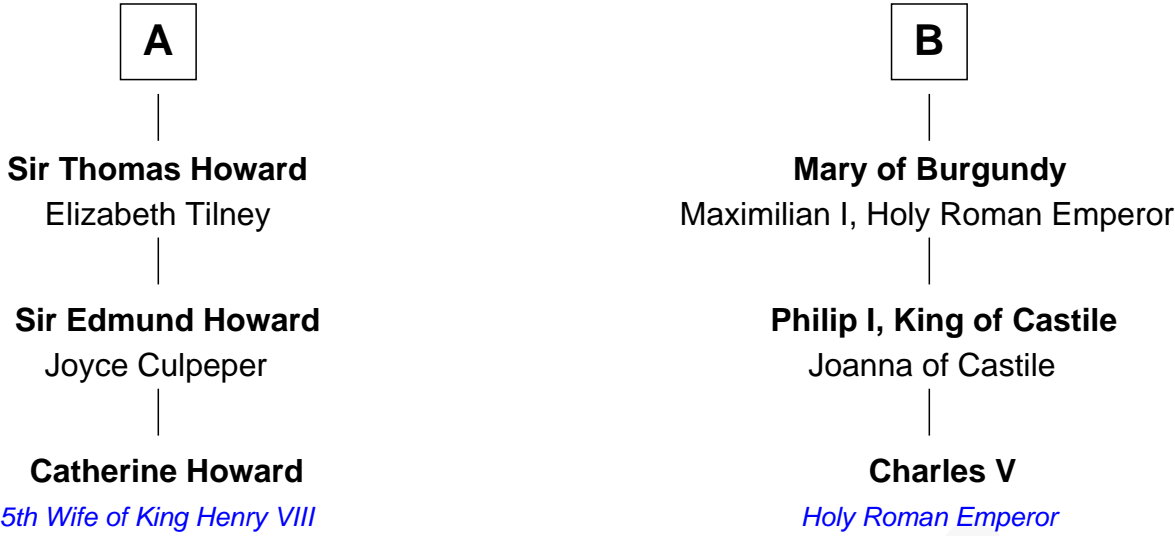 A
Sir Thomas Howard
Elizabeth Tilney
Sir Edmund Howard
Joyce Culpeper
Catherine Howard
5th Wife of King Henry VIII
B
Mary of Burgundy
Maximilian I, Holy Roman Emperor
Philip I, King of Castile
Joanna of Castile
Charles V
Holy Roman Emperor